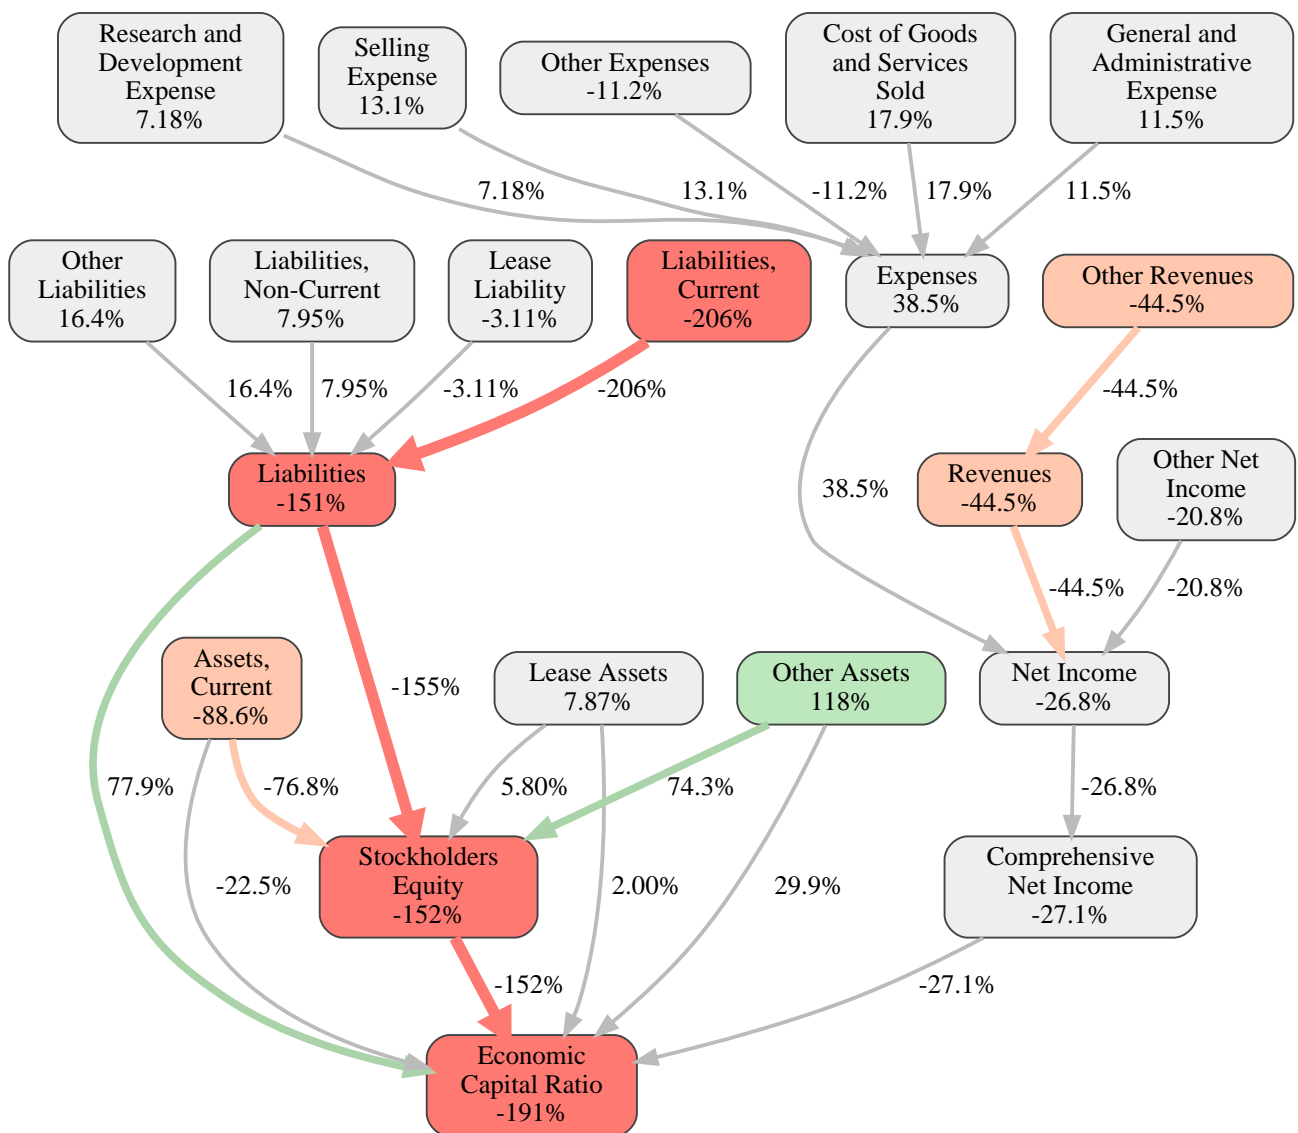 Research and
Development
Expense
7.18%
Selling
Expense
13.1%
Other Expenses
-11.2%
Cost of Goods
and Services
Sold
17.9%
General and
Administrative
Expense
11.5%
7.18%
13.1%
-11.2%
17.9%
11.5%
Other
Liabilities
16.4%
Liabilities,
Non-Current
7.95%
Lease
Liability
-3.11%
Liabilities,
Current
-206%
Expenses
38.5%
Other Revenues
-44.5%
16.4%
7.95%
-3.11%
-206%
-44.5%
Liabilities
-151%
38.5%
Revenues
-44.5%
Other Net
Income
-20.8%
-44.5%
-20.8%
Assets,
Current
-88.6%
-155%
Lease Assets
7.87%
Other Assets
118%
Net Income
-26.8%
77.9%
-76.8%
5.80%
74.3%
-26.8%
-22.5%
Stockholders
Equity
-152%
2.00%
29.9%
Comprehensive
Net Income
-27.1%
-152%
-27.1%
Economic
Capital Ratio
-191%